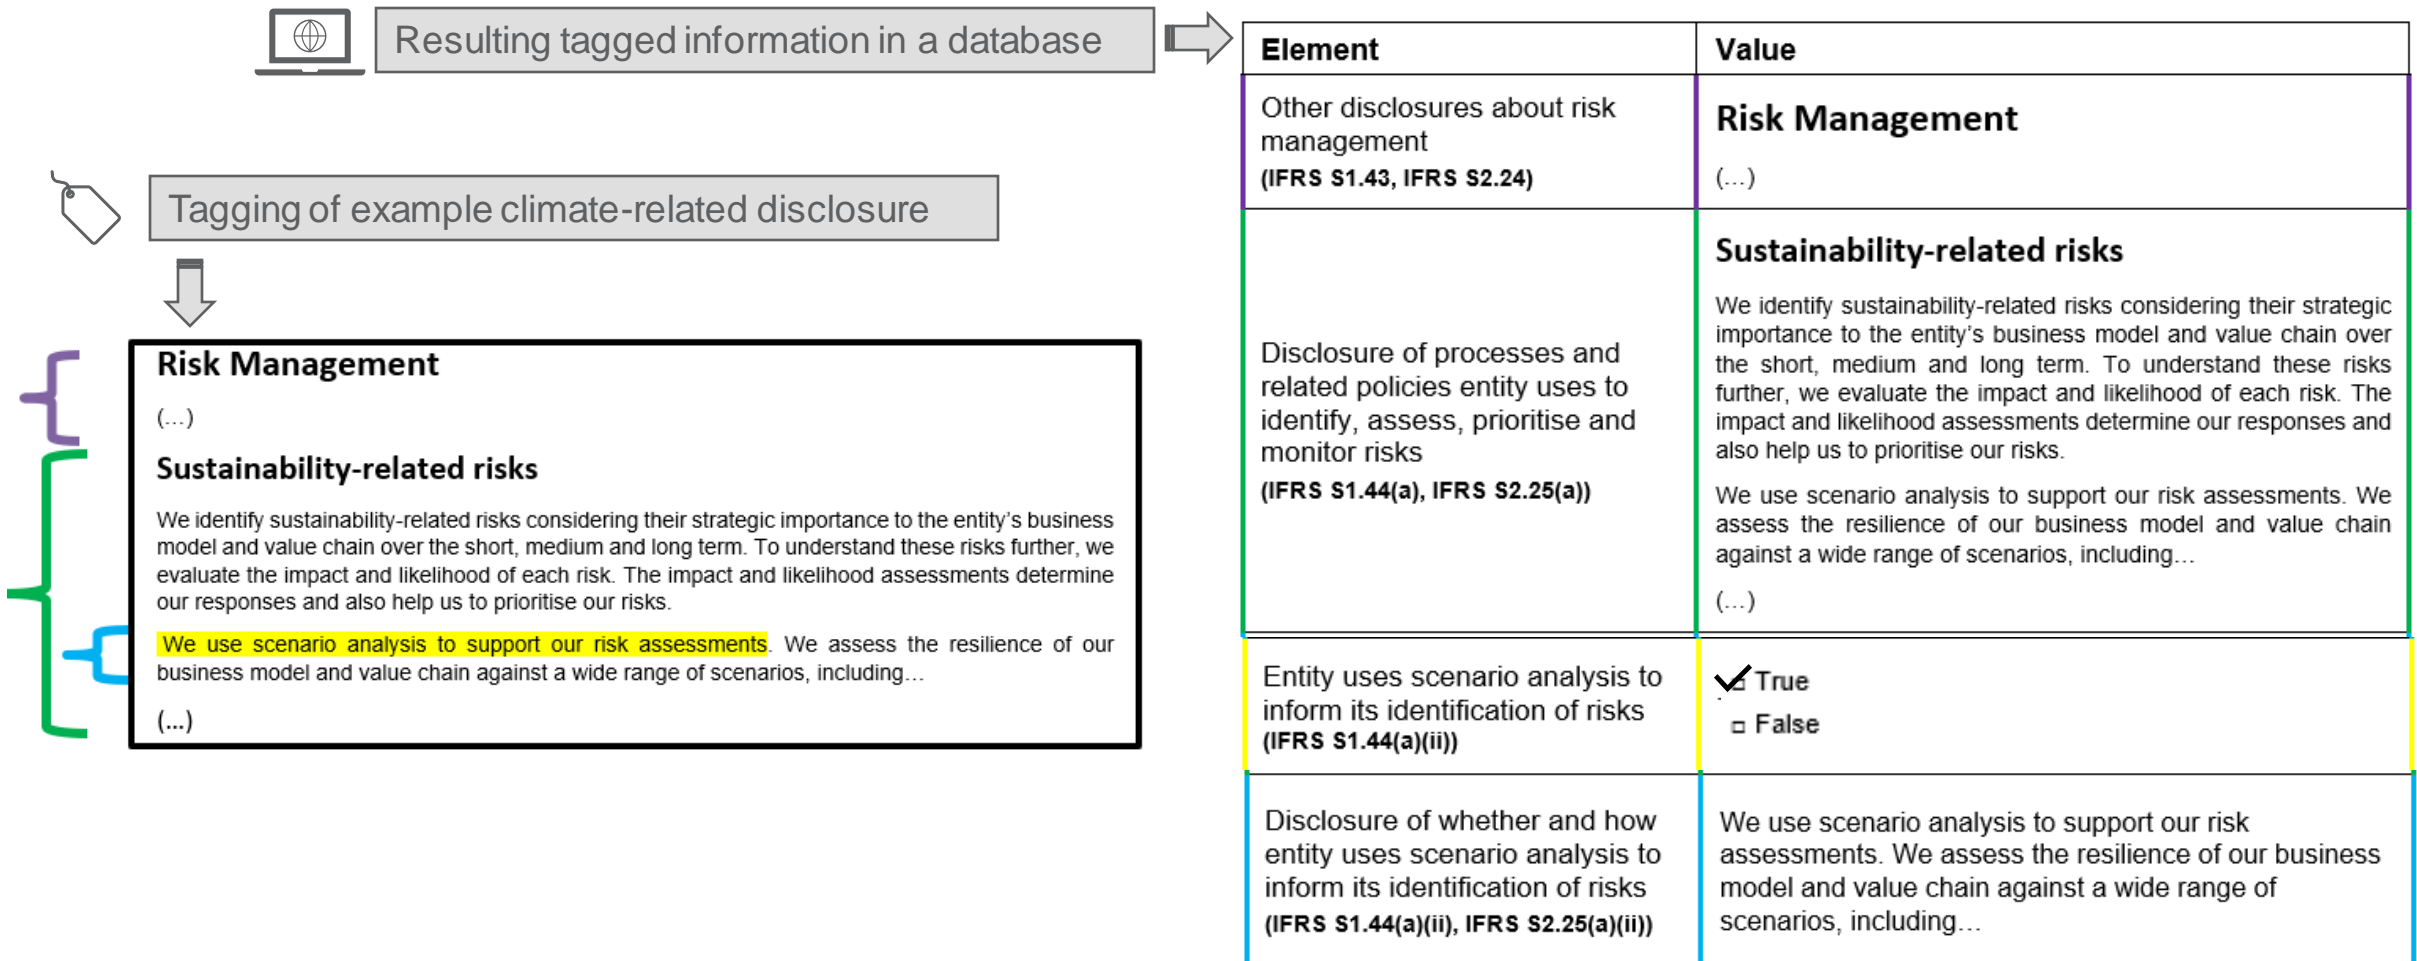 Resulting tagged information in a database
Tagging of example climate-related disclosure
Risk Management
(...)
Sustainability-related risks
We identify sustainability-related risks considering their strategic importance to the entity's business
model and value chain over the short, medium and long term. To understand these risks further, we
evaluate the impact and likelihood of each risk. The impact and likelihood assessments determine
our responses and also help us to prioritise our risks.
We use scenario analysis to support our risk assessments. We assess the resilience of our
business model and value chain against a wide range of scenarios, including...
(...)
Element
Value
Other disclosures about risk
management
(IFRS S1.43, IFRS S2.24)
Risk Management
(...)
Disclosure of processes and
related policies entity uses to
identify, assess, prioritise and
monitor risks
(IFRS S1.44(a), IFRS S2.25(a))
Sustainability-related risks
We identify sustainability-related risks considering their strategic
importance to the entity's business model and value chain over
the short, medium and long term. To understand these risks
further, we evaluate the impact and likelihood of each risk. The
impact and likelihood assessments determine our responses and
also help us to prioritise our risks.
We use scenario analysis to support our risk assessments. We
assess the resilience of our business model and value chain
against a wide range of scenarios, including...
(...)
Entity uses scenario analysis to
inform its identification of risks
(IFRS S1.44(a)(ii))
True
False
Disclosure of whether and how
entity uses scenario analysis to
inform its identification of risks
(IFRS S1.44(a)(ii), IFRS S2.25(a)(ii))
We use scenario analysis to support our risk
assessments. We assess the resilience of our business
model and value chain against a wide range of
scenarios, including...